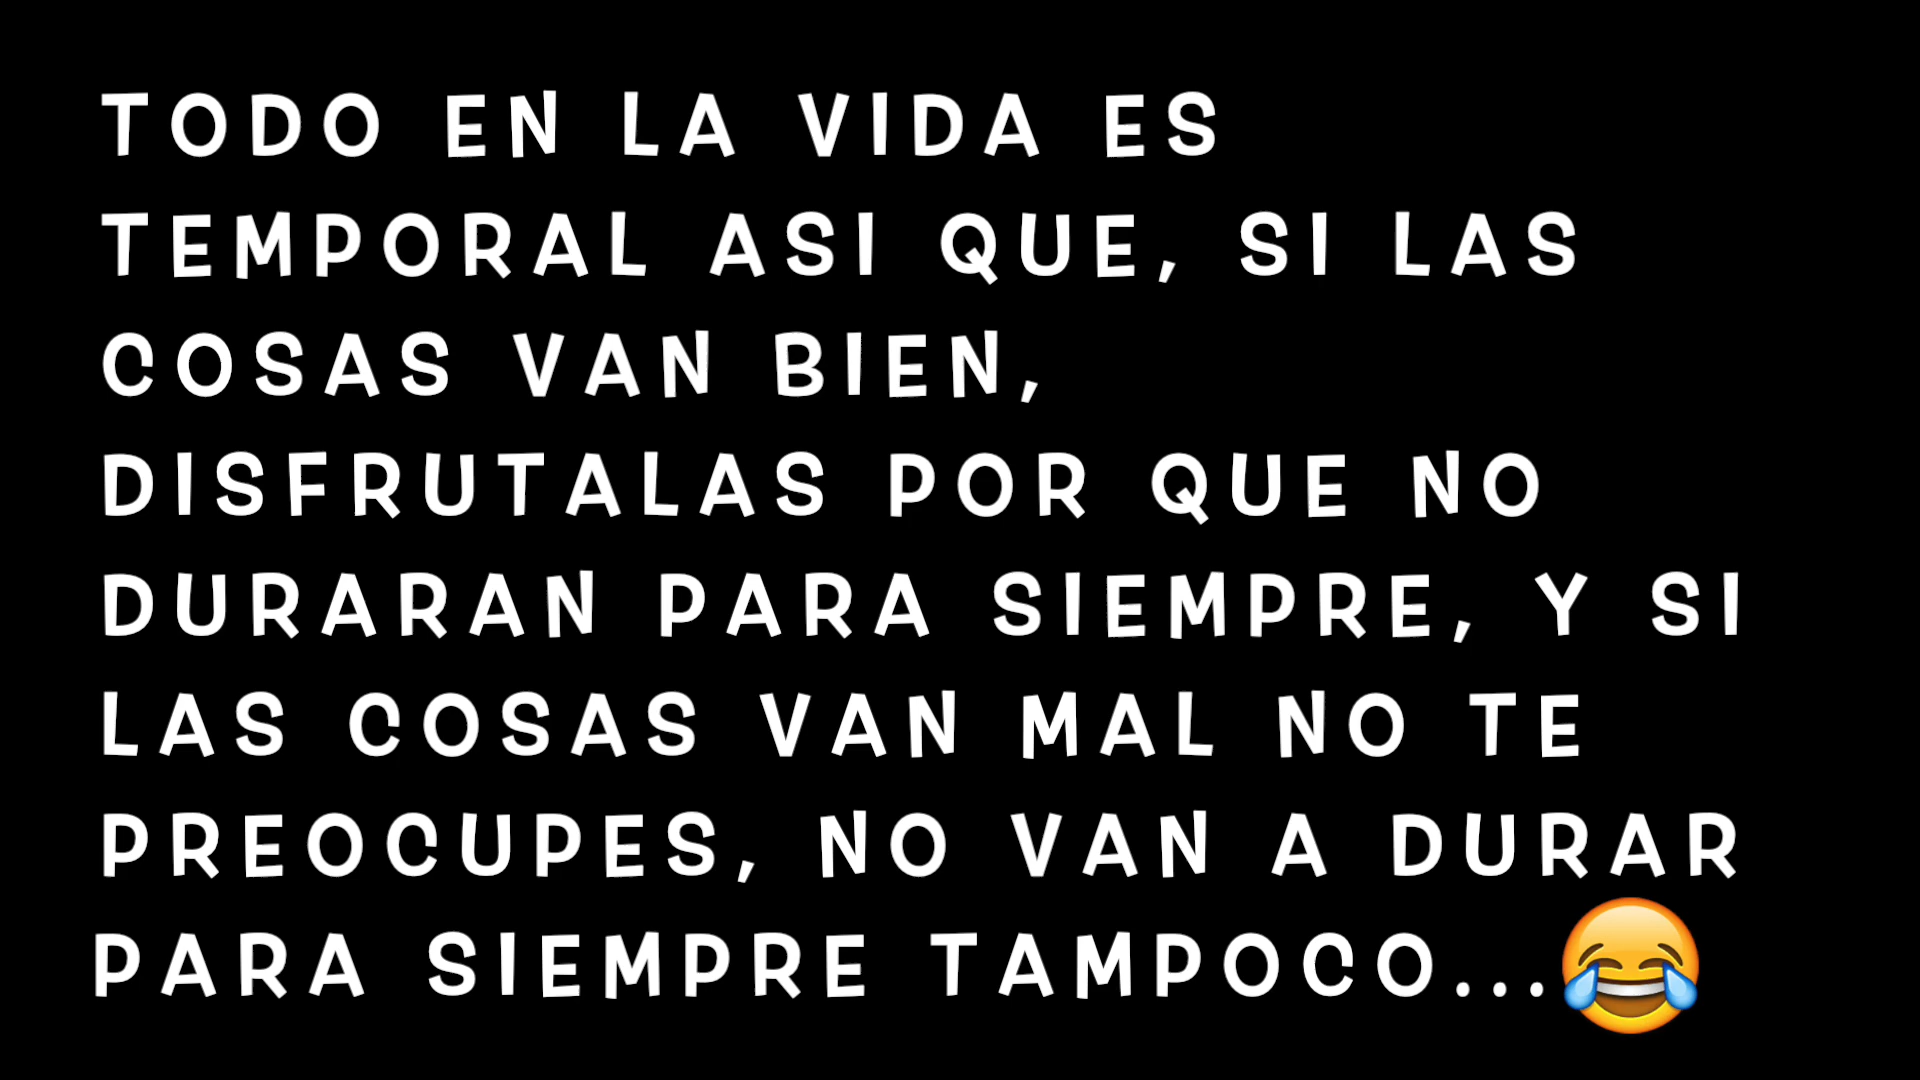 TODO EN LA VIDA ES
TEMPORAL ASI QUE, SI LAS
COSAS VAN BIEN,
DISFRUTALAS POR QUE NO
DURARAN PARA SIEMPRE, Y SI
LAS COSAS VAN MAL NO TE
PREOCUPES, NO VAN A DURAR
PARA SIEMPRE TAMPOCO...😂